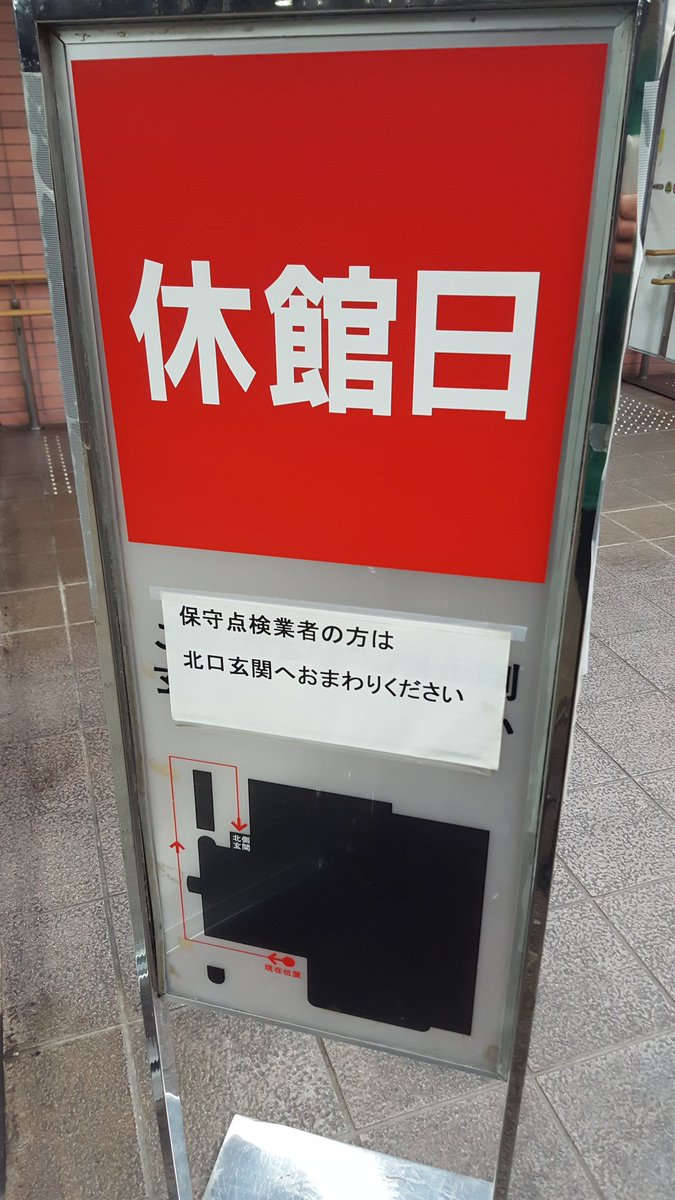 休館日
保守点検業者の方は
北口玄関へおまわりください
北側
玄関
現在位置